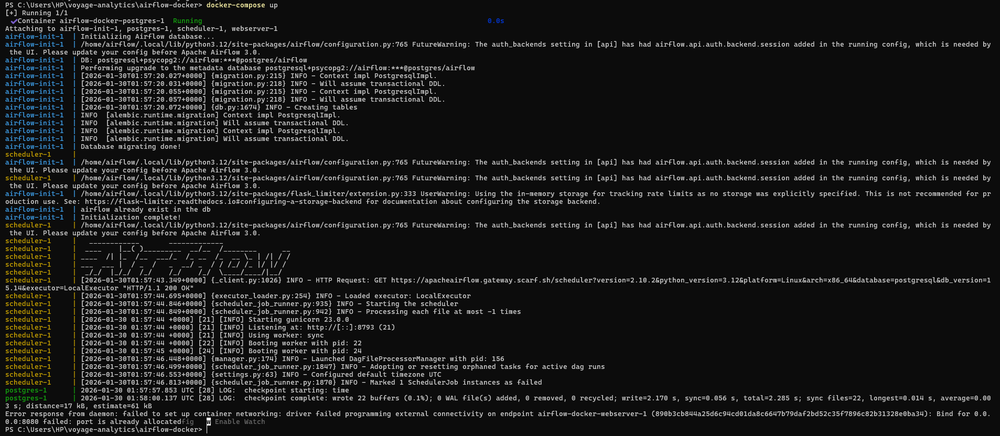 PS C:\Users\HP\voyage-analytics\airflow-docker> docker-compose up
[+] Running 1/1
✔Container airflow-docker-postgres-1  Running                                                                    0.0s
Attaching to airflow-init-1, postgres-1, scheduler-1, webserver-1
airflow-init-1  | Initializing Airflow database...
airflow-init-1  | /home/airflow/.local/lib/python3.12/site-packages/airflow/configuration.py:765 FutureWarning: The auth_backends setting in [api] has had airflow.api.auth.backend.session added in the running config, which is needed by
 the UI. Please update your config before Apache Airflow 3.0.
airflow-init-1  | DB: postgresql+psycopg2://airflow:***@postgres/airflow
airflow-init-1  | Performing upgrade to the metadata database postgresql+psycopg2://airflow:***@postgres/airflow
airflow-init-1  | [2026-01-30T01:57:20.027+0000] {migration.py:215} INFO - Context impl PostgresqlImpl.
airflow-init-1  | [2026-01-30T01:57:20.031+0000] {migration.py:218} INFO - Will assume transactional DDL.
airflow-init-1  | [2026-01-30T01:57:20.055+0000] {migration.py:215} INFO - Context impl PostgresqlImpl.
airflow-init-1  | [2026-01-30T01:57:20.057+0000] {migration.py:218} INFO - Will assume transactional DDL.
airflow-init-1  | [2026-01-30T01:57:20.072+0000] {db.py:1674} INFO - Creating tables
airflow-init-1  | INFO  [alembic.runtime.migration] Context impl PostgresqlImpl.
airflow-init-1  | INFO  [alembic.runtime.migration] Will assume transactional DDL.
airflow-init-1  | INFO  [alembic.runtime.migration] Context impl PostgresqlImpl.
airflow-init-1  | INFO  [alembic.runtime.migration] Will assume transactional DDL.
airflow-init-1  | Database migrating done!
scheduler-1     |
airflow-init-1  | /home/airflow/.local/lib/python3.12/site-packages/airflow/configuration.py:765 FutureWarning: The auth_backends setting in [api] has had airflow.api.auth.backend.session added in the running config, which is needed by
 the UI. Please update your config before Apache Airflow 3.0.
scheduler-1     | /home/airflow/.local/lib/python3.12/site-packages/airflow/configuration.py:765 FutureWarning: The auth_backends setting in [api] has had airflow.api.auth.backend.session added in the running config, which is needed by
 the UI. Please update your config before Apache Airflow 3.0.
airflow-init-1  | /home/airflow/.local/lib/python3.12/site-packages/flask_limiter/extension.py:333 UserWarning: Using the in-memory storage for tracking rate limits as no storage was explicitly specified. This is not recommended for pr
oduction use. See: https://flask-limiter.readthedocs.io#configuring-a-storage-backend for documentation about configuring the storage backend.
airflow-init-1  | airflow already exist in the db
airflow-init-1  | Initialization complete!
scheduler-1     | /home/airflow/.local/lib/python3.12/site-packages/airflow/configuration.py:765 FutureWarning: The auth_backends setting in [api] has had airflow.api.auth.backend.session added in the running config, which is needed by
 the UI. Please update your config before Apache Airflow 3.0.
scheduler-1     |   ____________       _____________
scheduler-1     |  ____    |__( )_________  __/__  /________      __
scheduler-1     | ____  /| |_  /__  ___/_  /_ __  /_  __ \_ | /| / /
scheduler-1     | ___  ___ |  / _  /   _  __/ _  / / /_/ /_ |/ |/ /
scheduler-1     |  _/_/  |_/_/  /_/    /_/    /_/  \____/____/|__/
scheduler-1     | [2026-01-30T01:57:43.349+0000] {_client.py:1026} INFO - HTTP Request: GET https://apacheairflow.gateway.scarf.sh/scheduler?version=2.10.2&python_version=3.12&platform=Linux&arch=x86_64&database=postgresql&db_version=1
5.14&executor=LocalExecutor "HTTP/1.1 200 OK"
scheduler-1     | [2026-01-30T01:57:44.695+0000] {executor_loader.py:254} INFO - Loaded executor: LocalExecutor
scheduler-1     | [2026-01-30T01:57:44.846+0000] {scheduler_job_runner.py:935} INFO - Starting the scheduler
scheduler-1     | [2026-01-30T01:57:44.849+0000] {scheduler_job_runner.py:942} INFO - Processing each file at most -1 times
scheduler-1     | [2026-01-30 01:57:44 +0000] [21] [INFO] Starting gunicorn 23.0.0
scheduler-1     | [2026-01-30 01:57:44 +0000] [21] [INFO] Listening at: http://[::]:8793 (21)
scheduler-1     | [2026-01-30 01:57:44 +0000] [21] [INFO] Using worker: sync
scheduler-1     | [2026-01-30 01:57:44 +0000] [22] [INFO] Booting worker with pid: 22
scheduler-1     | [2026-01-30 01:57:45 +0000] [24] [INFO] Booting worker with pid: 24
scheduler-1     | [2026-01-30T01:57:46.448+0000] {manager.py:174} INFO - Launched DagFileProcessorManager with pid: 156
scheduler-1     | [2026-01-30T01:57:46.499+0000] {scheduler_job_runner.py:1847} INFO - Adopting or resetting orphaned tasks for active dag runs
scheduler-1     | [2026-01-30T01:57:46.553+0000] {settings.py:63} INFO - Configured default timezone UTC
scheduler-1     | [2026-01-30T01:57:46.813+0000] {scheduler_job_runner.py:1870} INFO - Marked 1 SchedulerJob instances as failed
postgres-1      | 2026-01-30 01:57:57.853 UTC [28] LOG:  checkpoint starting: time
postgres-1      | 2026-01-30 01:58:00.137 UTC [28] LOG:  checkpoint complete: wrote 22 buffers (0.1%); 0 WAL file(s) added, 0 removed, 0 recycled; write=2.170 s, sync=0.056 s, total=2.285 s; sync files=22, longest=0.014 s, average=0.00
3 s; distance=17 kB, estimate=61 kB
Error response from daemon: failed to set up container networking: driver failed programming external connectivity on endpoint airflow-docker-webserver-1 (890b3cb844a25d6c94cd01da8c6647b79daf2bd52c35f7896c82b31328e0ba34): Bind for 0.0.
0.0:8080 failed: port is already allocatedfig   w Enable Watch
PS C:\Users\HP\voyage-analytics\airflow-docker>